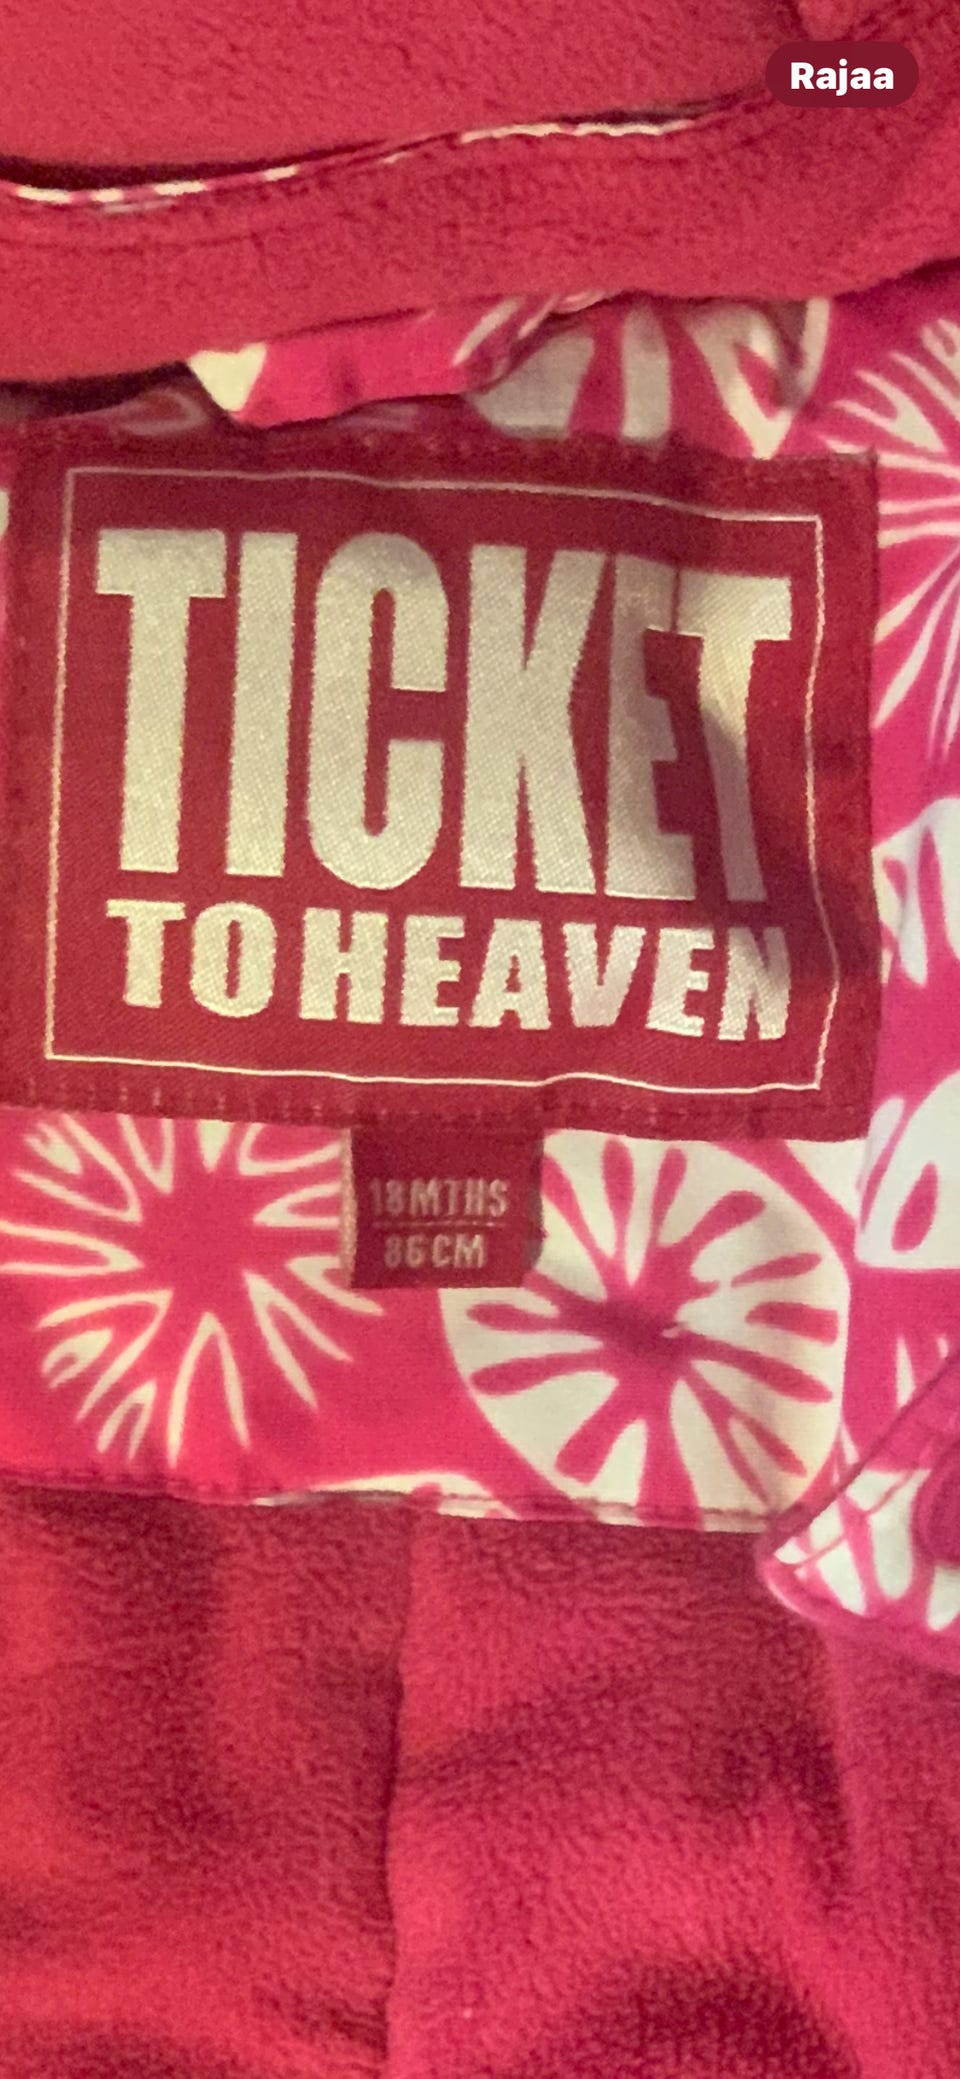 Rajaa
TICKET
TO HEAVEN
18 MTHS
86 CM